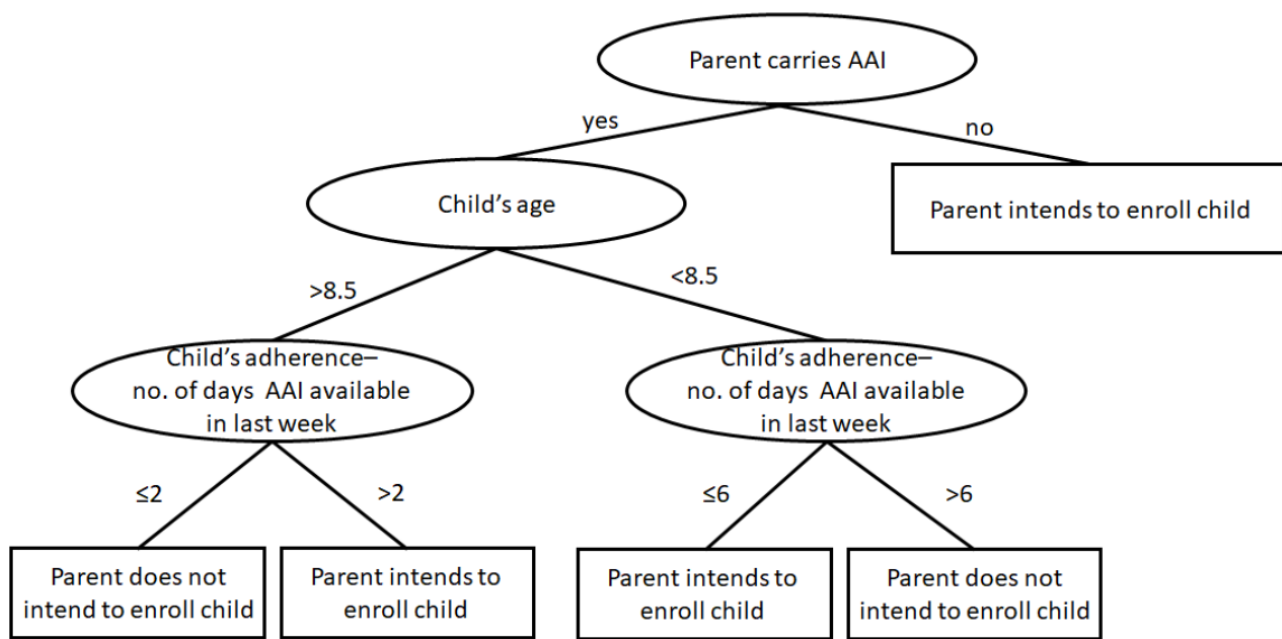 Parent carries AAI
yes
no
Child's age
Parent intends to enroll child
>8.5
<8.5
Child's adherence–
no. of days  AAI available
in last week
Child's adherence–
no. of days  AAI available
in last week
≤2
>2
≤6
>6
Parent does not
intend to enroll child
Parent intends to
enroll child
Parent intends to
enroll child
Parent does not
intend to enroll child